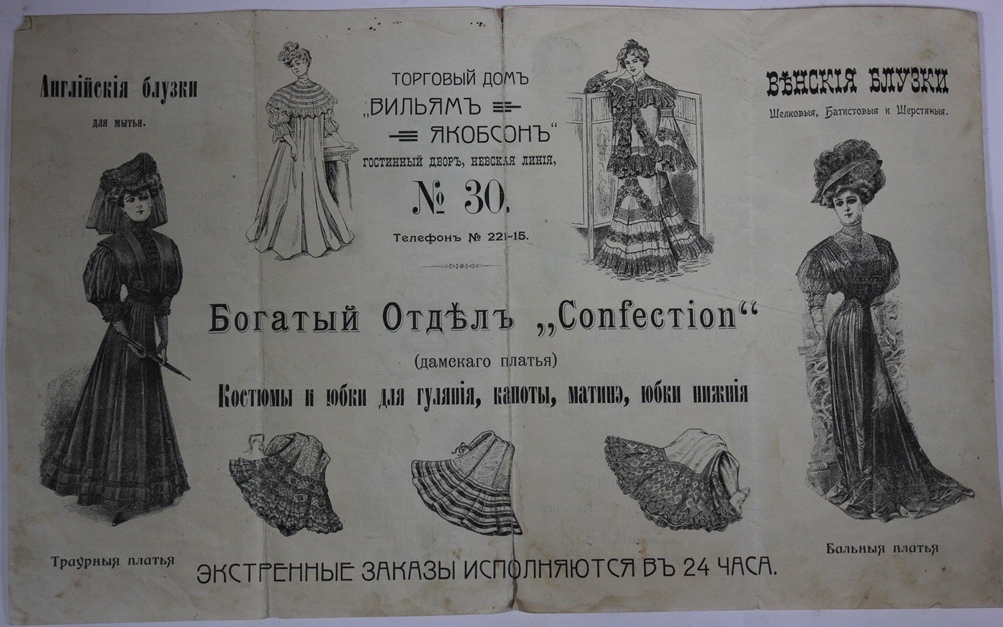 Англійскія блузки
для мытья.
ТОРГОВЫЙ ДОМЪ
„ВИЛЬЯМЪ
ЯКОБСОНЪ“
ГОСТИННЫЙ ДВОРЪ, НЕВСКАЯ ЛИНІЯ,
№ 30.
Телефонъ № 221-15.
ВѢНСКІЯ БЛУЗКИ
Шелковыя, Батистовыя и Шерстяныя.
Богатый Отдѣлъ „Confection“
(дамскаго платья)
Костюмы и юбки для гулянія, капоты, матинэ, юбки нижнія
Траурныя платья
Бальныя платья
ЭКСТРЕННЫЕ ЗАКАЗЫ ИСПОЛНЯЮТСЯ ВЪ 24 ЧАСА.